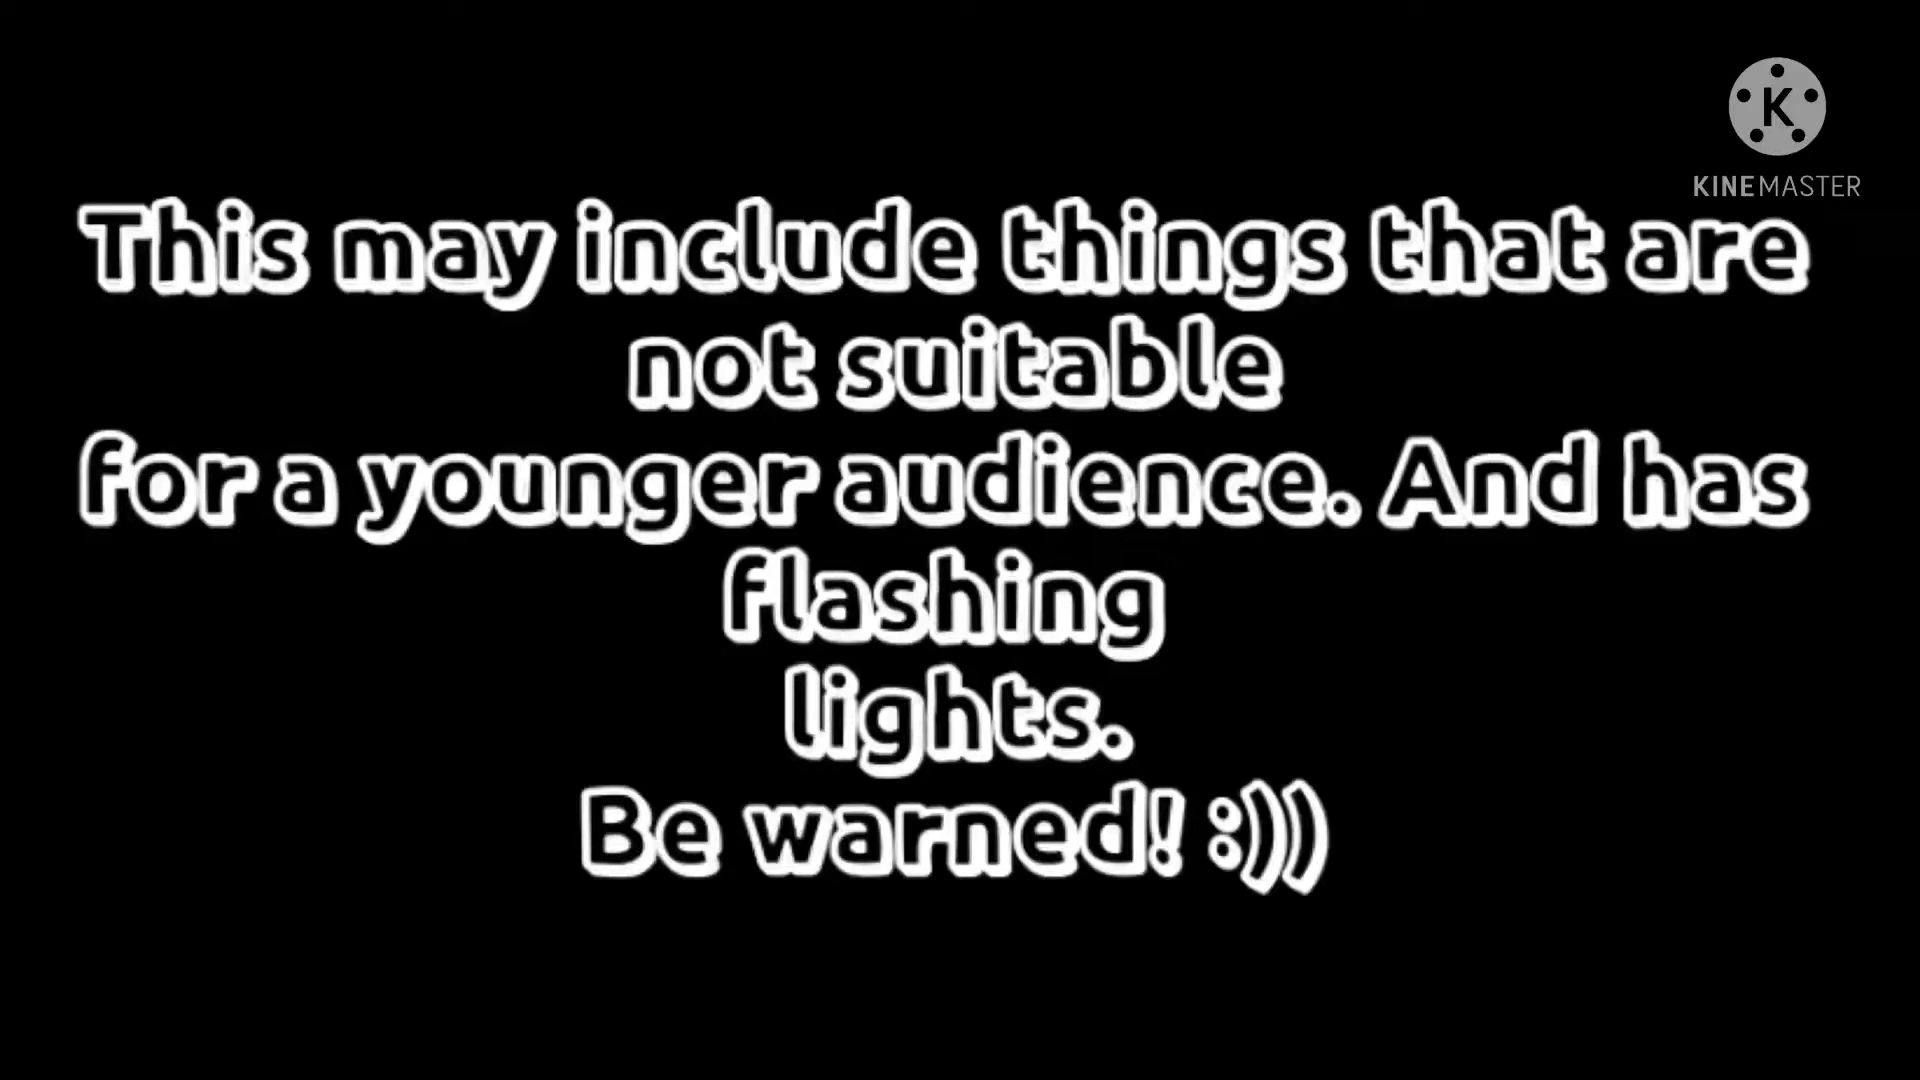 K
KINEMASTER
This may include things that are
not suitable
for a younger audience. And has
flashing
lights.
Be warned! :)))